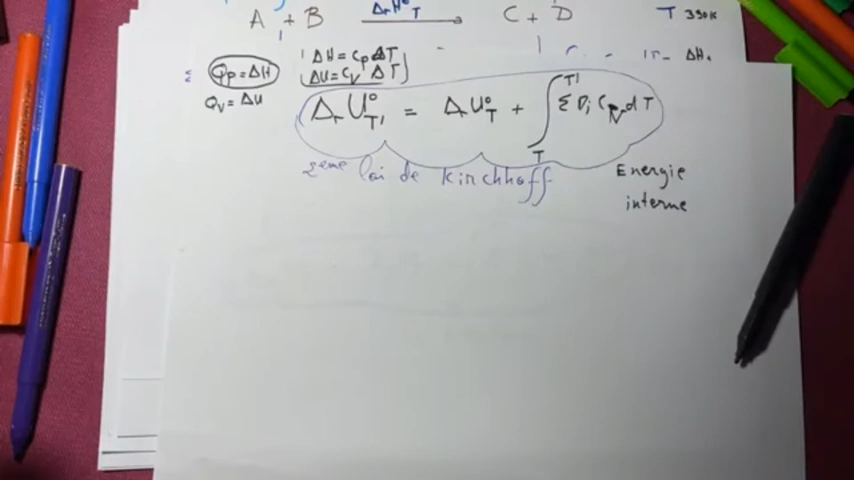 A + B ΔrH°T C + D T 350K
Qp = ΔH ΔH = Cp ΔT
Qv = ΔU ΔU = Cv ΔT
ΔrU°T' = ΔrU°T + ∫ T T' Σ νi Cv dT
2ème loi de Kirchhoff
Energie
interne